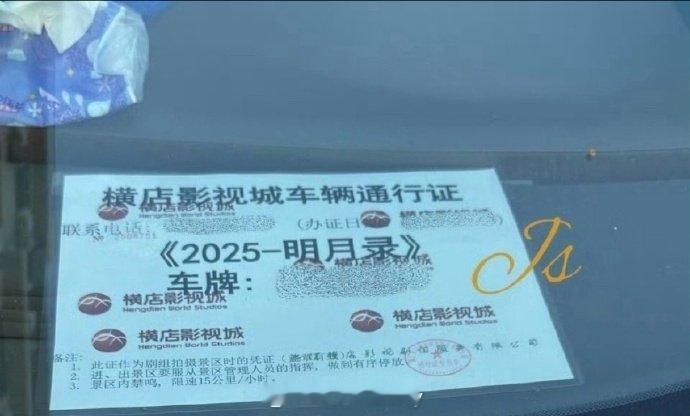 横店影视城车辆通行证
联系电话： （办证日
《2025-明月录》
车牌：
横店影视城
Hengdian World Studios
横店影视城
Hengdian World Studios
横店影视城
Hengdian World Studios
备注：
1、此证作为剧组拍摄景区时的凭证
2、进、出景区要服从景区管理人员的指挥，做到有序停放
3、景区内禁鸣，限速15公里/小时。
Js